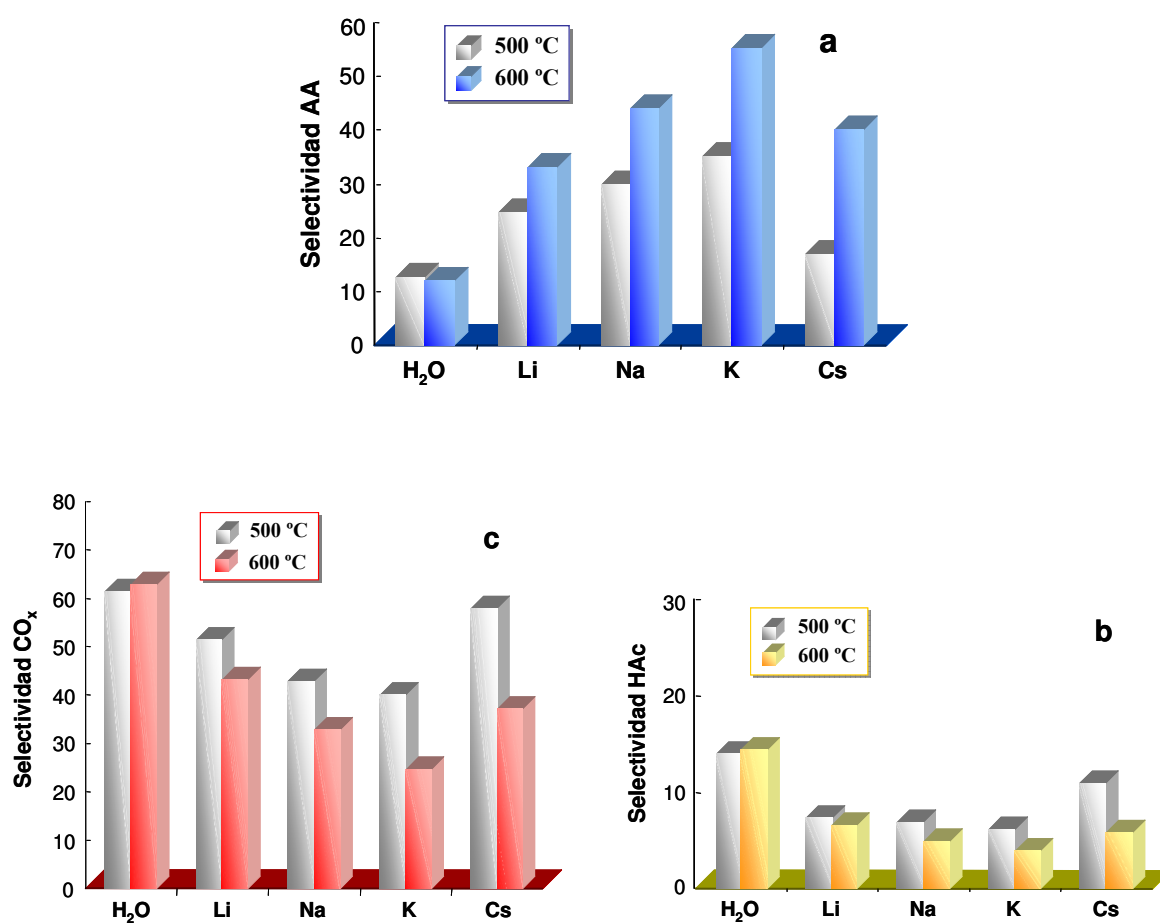 a
500 ºC
600 ºC
Selectividad AA
60
50
40
30
20
10
0
H2O Li Na K Cs
c
500 ºC
600 ºC
Selectividad COx
80
70
60
50
40
30
20
10
0
H2O Li Na K Cs
b
500 ºC
600 ºC
Selectividad HAc
30
20
10
0
H2O Li Na K Cs